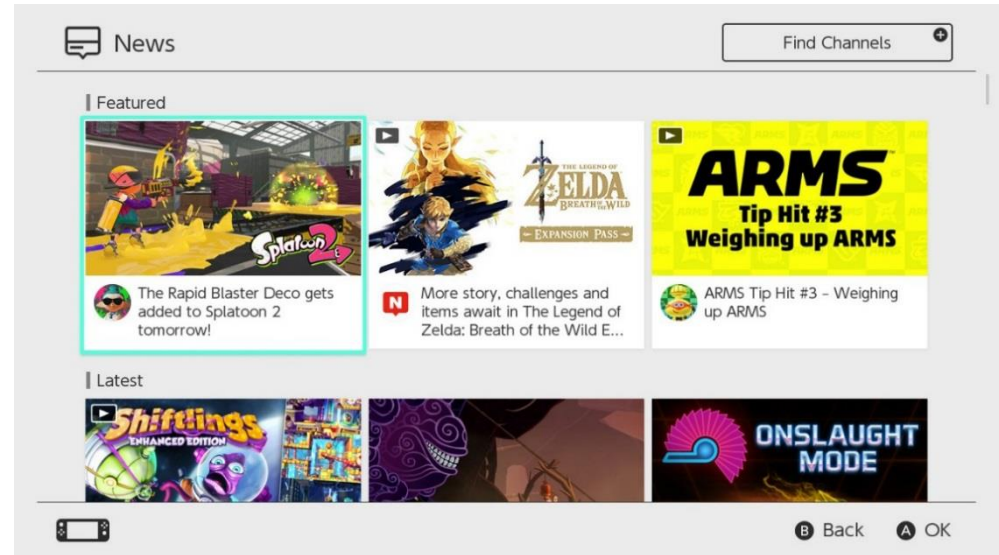 News
Find Channels
Featured
Splatoon 2
THE LEGEND OF
ZELDA
BREATH OF THE WILD
EXPANSION PASS
ARMS
Tip Hit #3
Weighing up ARMS
The Rapid Blaster Deco gets
added to Splatoon 2
tomorrow!
N
More story, challenges and
items await in The Legend of
Zelda: Breath of the Wild E...
ARMS Tip Hit #3 - Weighing
up ARMS
Latest
Shiftlings
ENHANCED EDITION
ONSLAUGHT
MODE
B Back
A OK